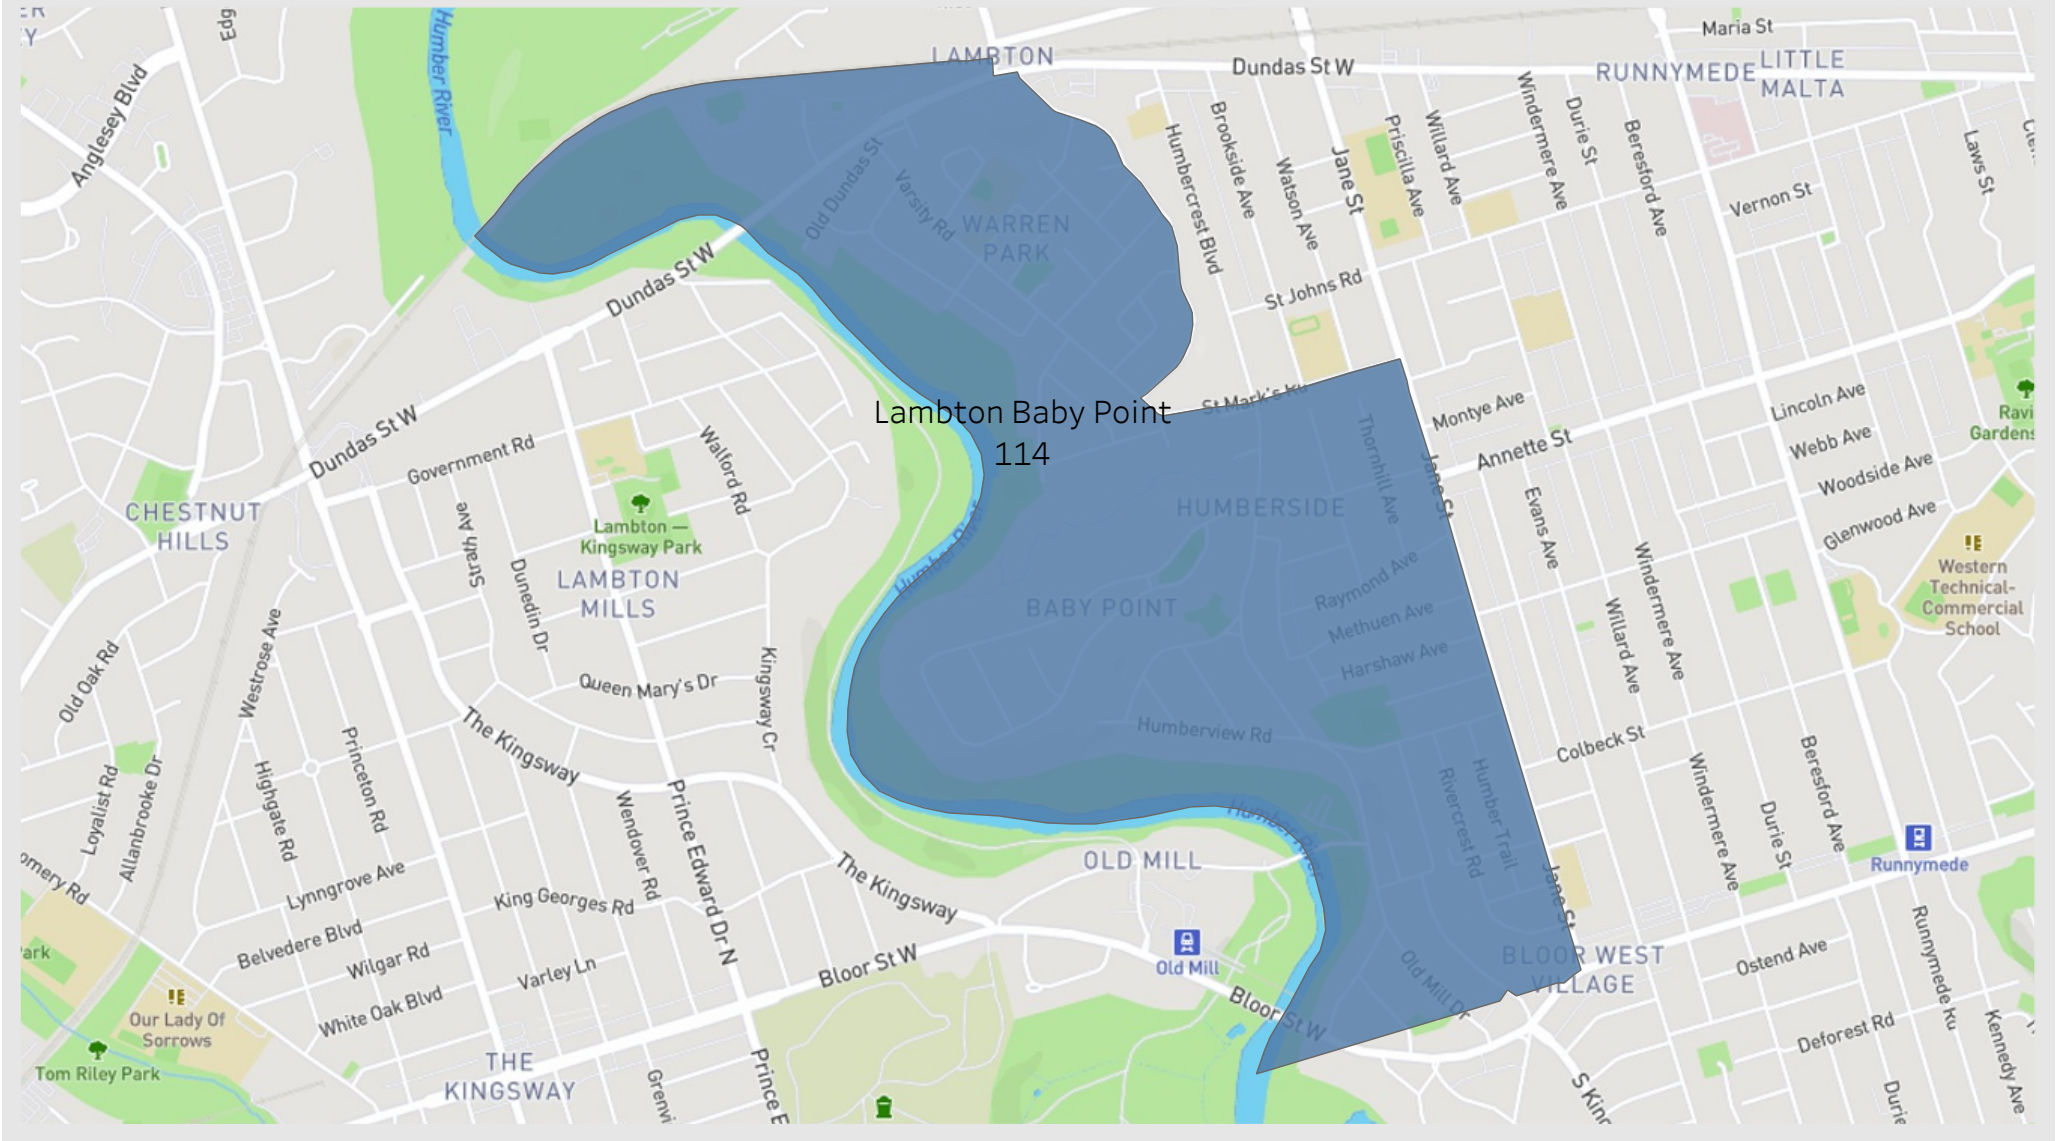 Humber River
Anglesey Blvd
LAMBTON
Dundas St W
Maria St
RUNNYMEDE
LITTLE
MALTA
Old Dundas St
Varsity Rd
WARREN
PARK
Humbercrest Blvd
Brookside Ave
Watson Ave
Jane St
Priscilla Ave
Willard Ave
Windermere Ave
Durie St
Beresford Ave
Vernon St
Laws St
St Johns Rd
Dundas St W
Dundas St W
Government Rd
Walford Rd
Lambton Baby Point
114
Thornhill Ave
Montye Ave
Annette St
Lincoln Ave
Webb Ave
Woodside Ave
Glenwood Ave
Gardens
CHESTNUT
HILLS
Strath Ave
Dunedin Dr
Lambton —
Kingsway Park
LAMBTON
MILLS
Humber River
HUMBERSIDE
BABY POINT
Jane St
Evans Ave
Windermere Ave
Willard Ave
Western
Technical-
Commercial
School
Raymond Ave
Methuen Ave
Harshaw Ave
Old Oak Rd
Westrose Ave
Queen Mary's Dr
Kingsway Cr
The Kingsway
Humberview Rd
Colbeck St
Loyalist Rd
Allanbrooke Dr
Highgate Rd
Princeton Rd
Wendover Rd
Prince Edward Dr N
Humber River
Rivercrest Rd
Humber Trail
Windermere Ave
Durie St
Beresford Ave
Runnymede
OLD MILL
The Kingsway
Lynngrove Ave
King Georges Rd
Belvedere Blvd
Wilgar Rd
Varley Ln
Bloor St W
White Oak Blvd
Old Mill
Bloor St W
Old Mill Dr
Jane St
BLOOR WEST
VILLAGE
Ostend Ave
Deforest Rd
Kennedy Ave
Our Lady Of
Sorrows
Tom Riley Park
THE
KINGSWAY